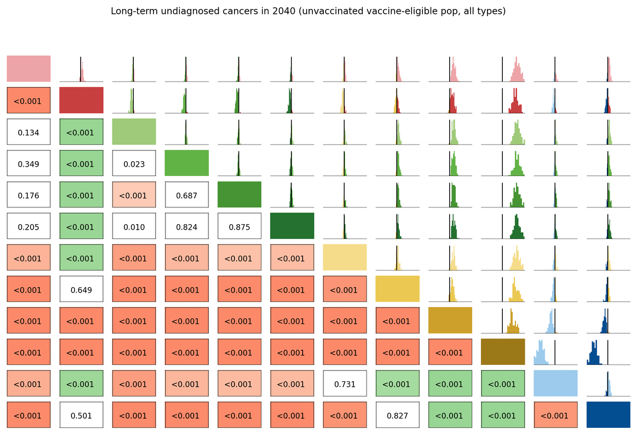 Long-term undiagnosed cancers in 2040 (unvaccinated vaccine-eligible pop, all types)
<0.001
0.134 <0.001
0.349 <0.001 0.023
0.176 <0.001 <0.001 0.687
0.205 <0.001 0.010 0.824 0.875
<0.001 <0.001 <0.001 <0.001 <0.001 <0.001
<0.001 0.649 <0.001 <0.001 <0.001 <0.001 <0.001
<0.001 <0.001 <0.001 <0.001 <0.001 <0.001 <0.001 <0.001
<0.001 <0.001 <0.001 <0.001 <0.001 <0.001 <0.001 <0.001 <0.001
<0.001 <0.001 <0.001 <0.001 <0.001 <0.001 0.731 <0.001 <0.001 <0.001
<0.001 0.501 <0.001 <0.001 <0.001 <0.001 <0.001 0.827 <0.001 <0.001 <0.001